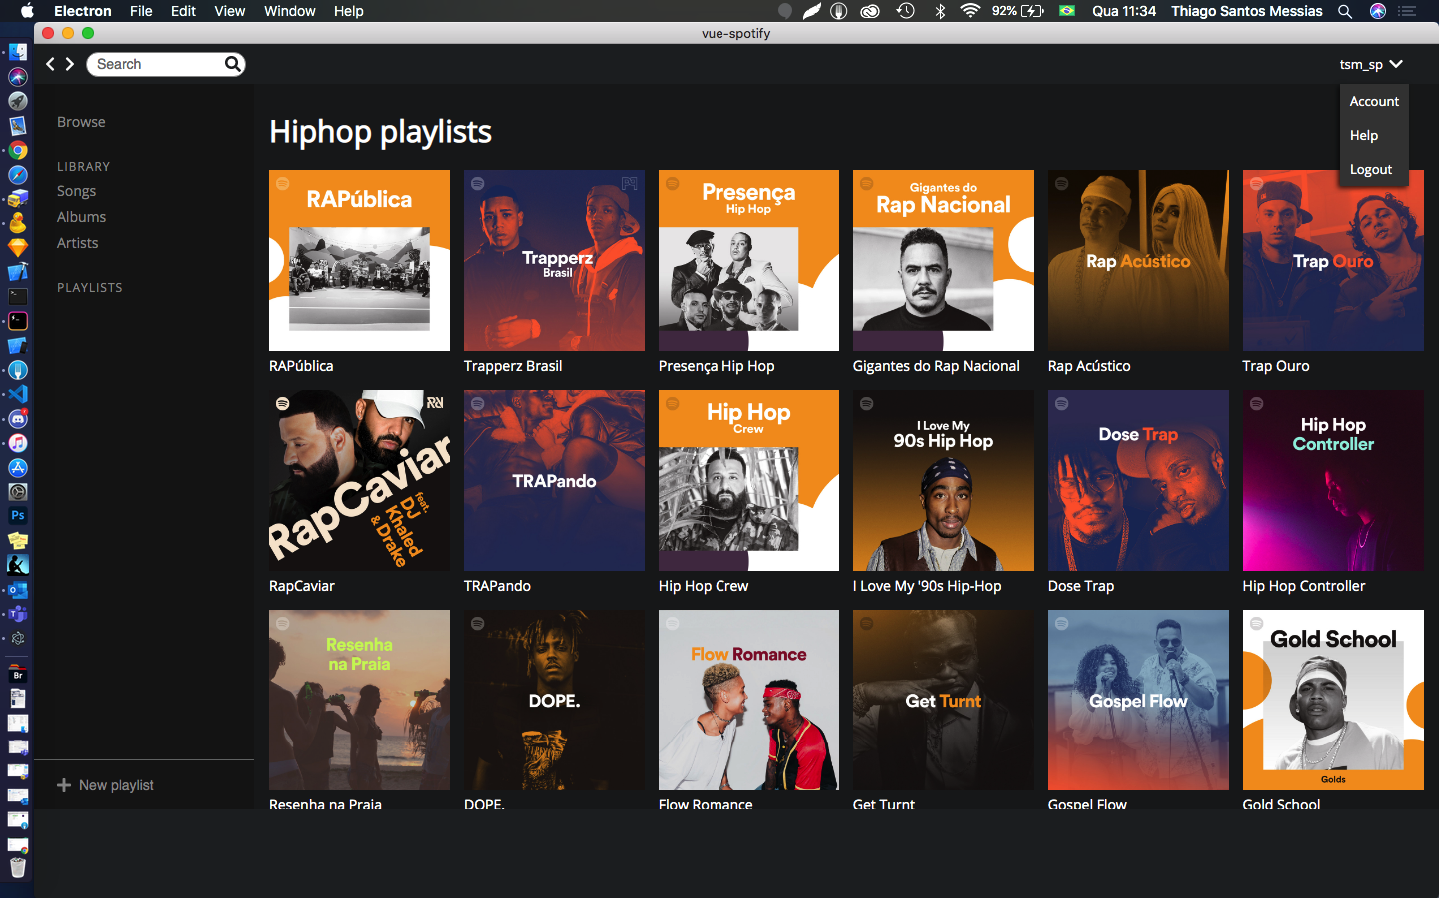 Electron File Edit View Window Help
92% Qua 11:34 Thiago Santos Messias
vue-spotify
Search
tsm_sp
Account
Help
Logout
Browse
LIBRARY
Songs
Albums
Artists
PLAYLISTS
New playlist
Hiphop playlists
RAPública
Trapperz
Brasil
Presença
Hip Hop
Gigantes do
Rap Nacional
Rap Acústico
Trap Ouro
RAPública
Trapperz Brasil
Presença Hip Hop
Gigantes do Rap Nacional
Rap Acústico
Trap Ouro
RapCaviar
feat.
DJ
Khaled
& Drake
TRAPando
Hip Hop
Crew
I Love My
90s Hip Hop
Dose Trap
Hip Hop
Controller
RapCaviar
TRAPando
Hip Hop Crew
I Love My '90s Hip-Hop
Dose Trap
Hip Hop Controller
Resenha
na Praia
DOPE.
Flow Romance
Get Turnt
Gospel Flow
Gold School
Golds
Resenha na Praia
DOPE.
Flow Romance
Get Turnt
Gospel Flow
Gold School
Ps
Br